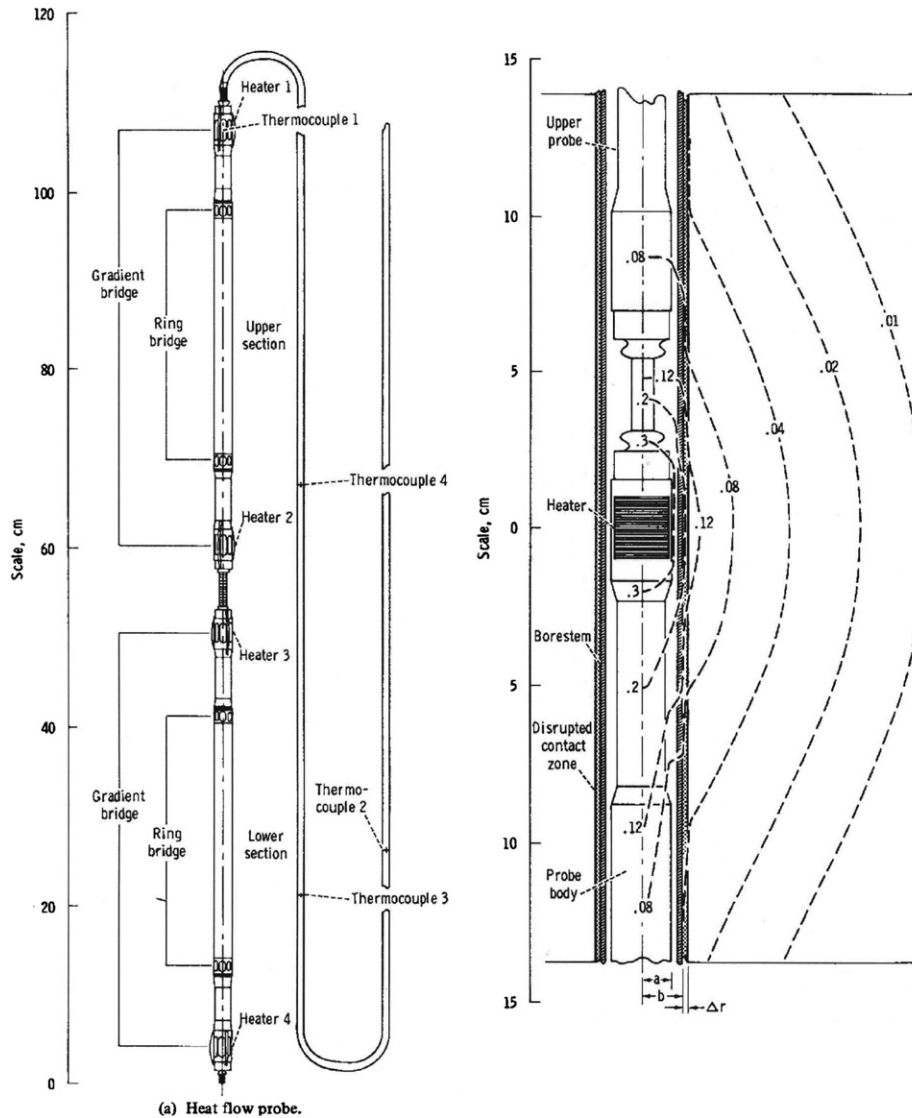 120
100
80
60
40
20
0
Scale, cm
Heater 1
Thermocouple 1
Gradient
bridge
Ring
bridge
Upper
section
Thermocouple 4
Heater 2
Heater 3
Gradient
bridge
Ring
bridge
Lower
section
Thermo-
couple 2
Thermocouple 3
Heater 4
(a) Heat flow probe.
15
10
5
0
5
10
15
Scale, cm
Upper
probe
Heater
Borestem
Disrupted
contact
zone
Probe
body
.08
.12
.2
.3
.01
.02
.04
.08
.12
.3
.2
.12
.08
a
b
Δr